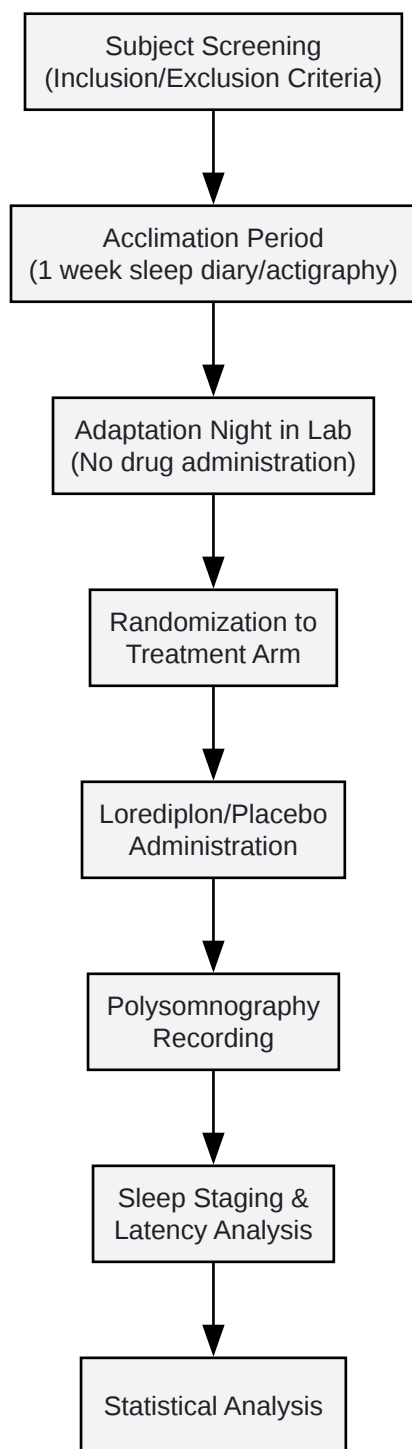 Subject Screening
(Inclusion/Exclusion Criteria)
Acclimation Period
(1 week sleep diary/actigraphy)
Adaptation Night in Lab
(No drug administration)
Randomization to
Treatment Arm
Lorediplon/Placebo
Administration
Polysomnography
Recording
Sleep Staging &
Latency Analysis
Statistical Analysis